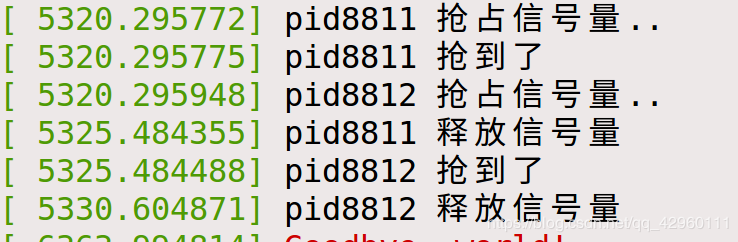 [ 5320.295772] pid8811 抢占信号量..
[ 5320.295775] pid8811 抢到了
[ 5320.295948] pid8812 抢占信号量..
[ 5325.484355] pid8811 释放信号量
[ 5325.484488] pid8812 抢到了
[ 5330.604871] pid8812 释放信号量
https://blog.csdn.net/qq_42960111